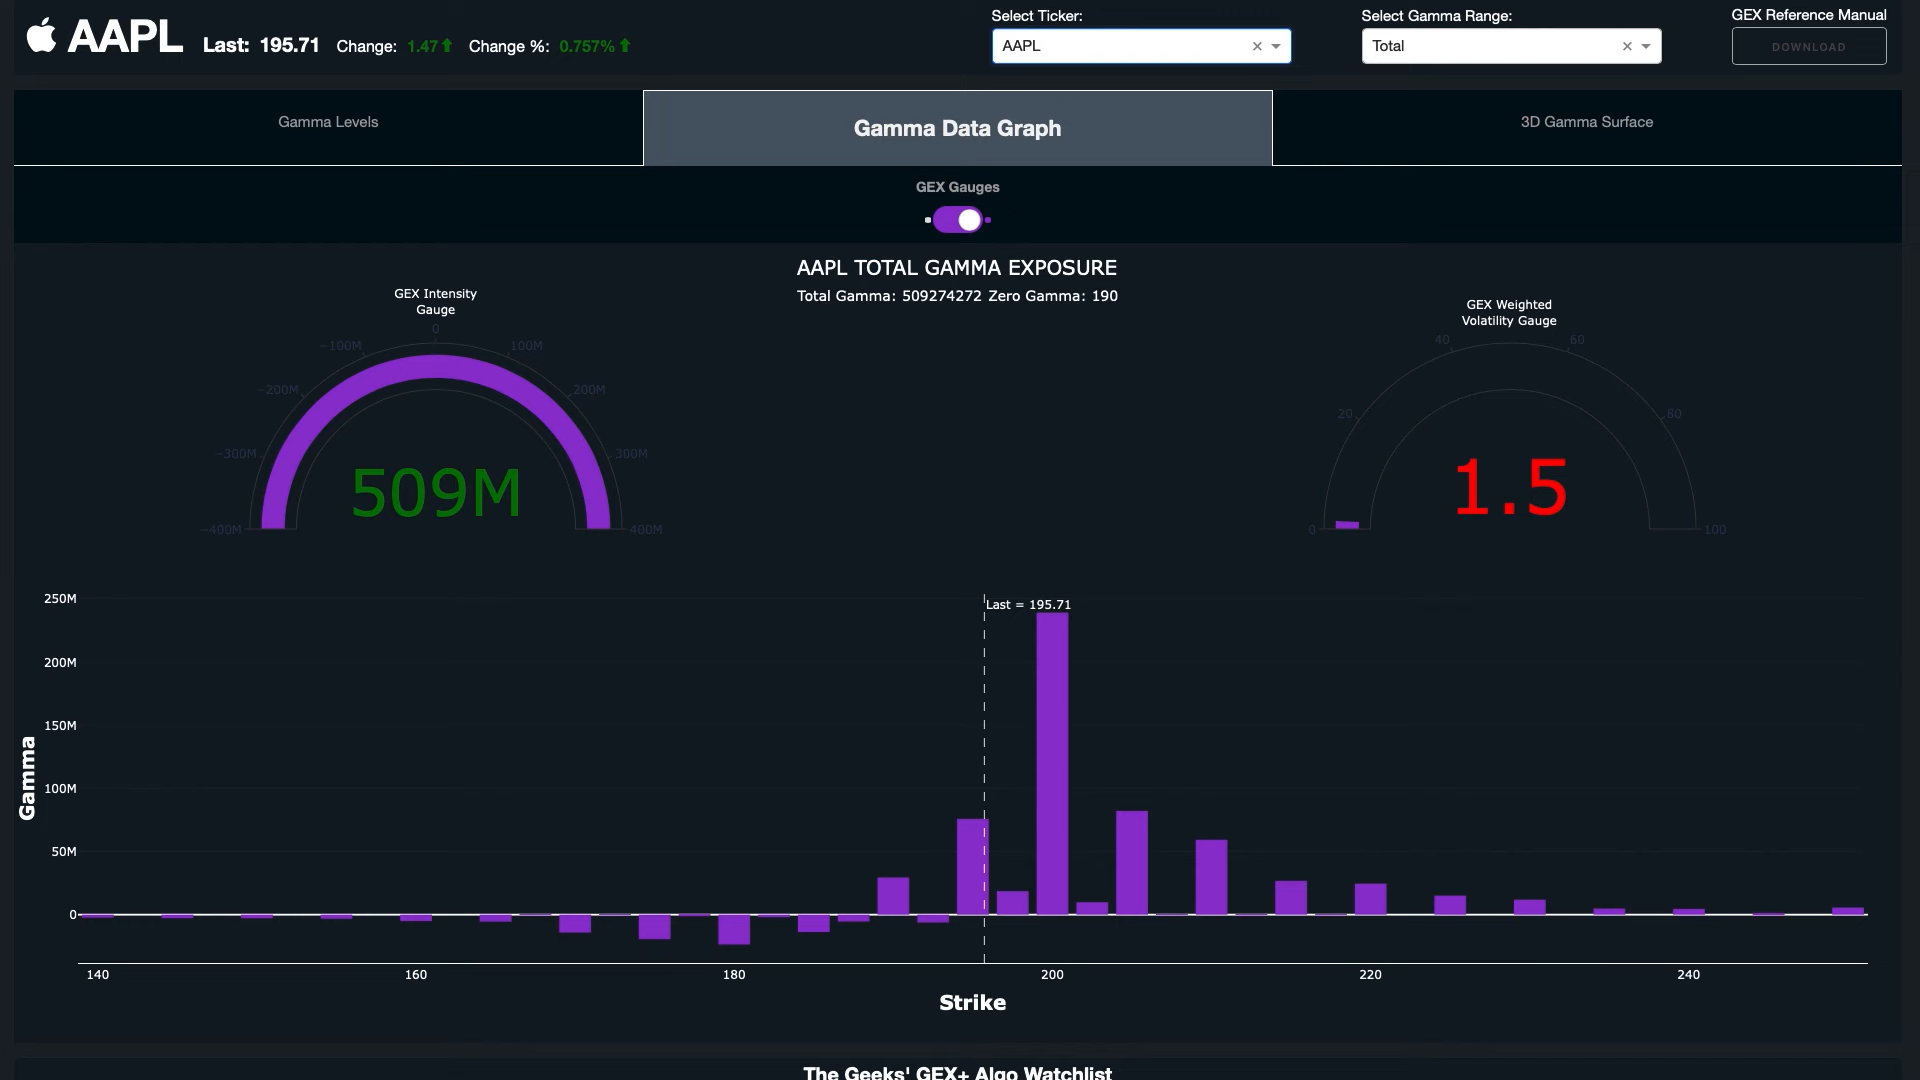 AAPL Last: 195.71 Change: 1.47 Change %: 0.757%
Select Ticker:
AAPL
Select Gamma Range:
Total
GEX Reference Manual
DOWNLOAD
Gamma Levels
Gamma Data Graph
3D Gamma Surface
GEX Gauges
AAPL TOTAL GAMMA EXPOSURE
Total Gamma: 509274272 Zero Gamma: 190
GEX Intensity
Gauge
−400M
−300M
−200M
−100M
0
100M
200M
300M
400M
509M
GEX Weighted
Volatility Gauge
0
20
40
60
80
100
1.5
Last = 195.71
250M
200M
150M
100M
50M
0
Gamma
140 160 180 200 220 240
Strike
The Geeks' GEX+ Algo Watchlist